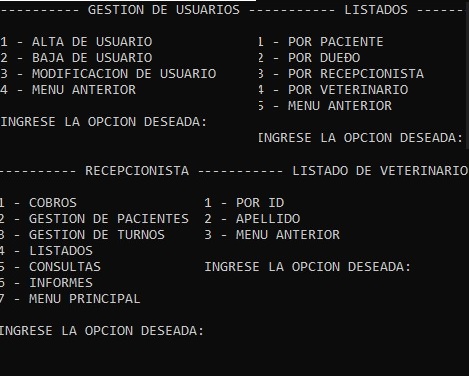 ---------- GESTION DE USUARIOS
1 - ALTA DE USUARIO
2 - BAJA DE USUARIO
3 - MODIFICACION DE USUARIO
4 - MENU ANTERIOR
INGRESE LA OPCION DESEADA:
----------- LISTADOS ------
1 - POR PACIENTE
2 - POR DUEÐO
3 - POR RECEPCIONISTA
4 - POR VETERINARIO
5 - MENU ANTERIOR
INGRESE LA OPCION DESEADA:
---------- RECEPCIONISTA -----------
1 - COBROS
2 - GESTION DE PACIENTES
3 - GESTION DE TURNOS
4 - LISTADOS
5 - CONSULTAS
6 - INFORMES
7 - MENU PRINCIPAL
INGRESE LA OPCION DESEADA:
LISTADO DE VETERINARIO
1 - POR ID
2 - APELLIDO
3 - MENU ANTERIOR
INGRESE LA OPCION DESEADA: